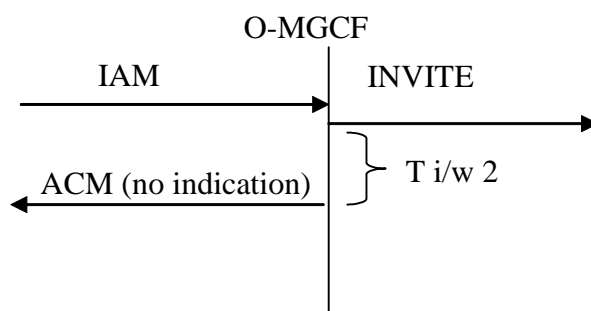 O-MGCF
IAM
INVITE
T i/w 2
ACM (no indication)